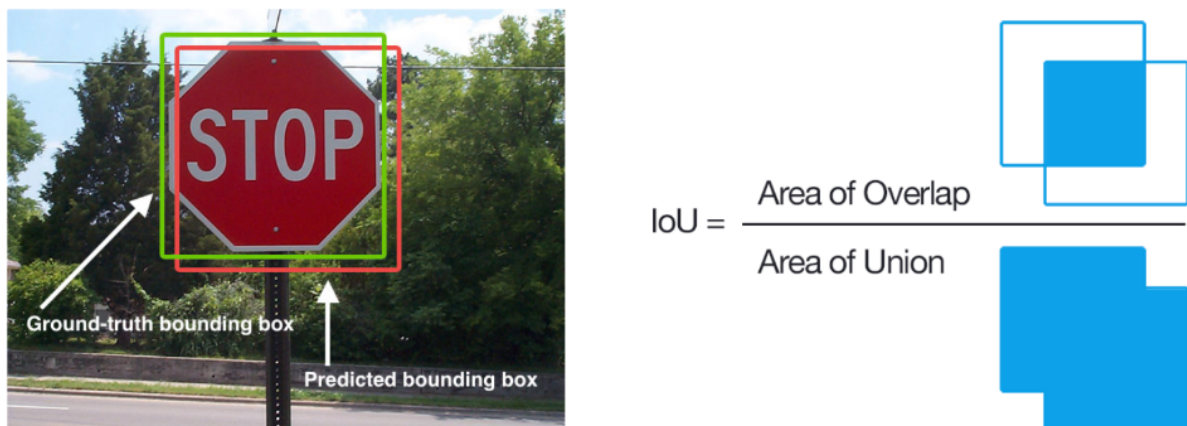 STOP
Ground-truth bounding box
Predicted bounding box
IoU =
Area of Overlap
Area of Union